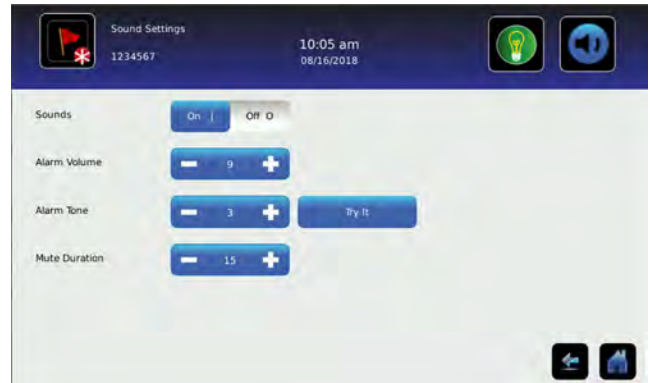 Sound Settings
1234567
10:05 am
08/16/2018
Sounds
On | Off O
Alarm Volume
9
Alarm Tone
3 Try It
Mute Duration
15